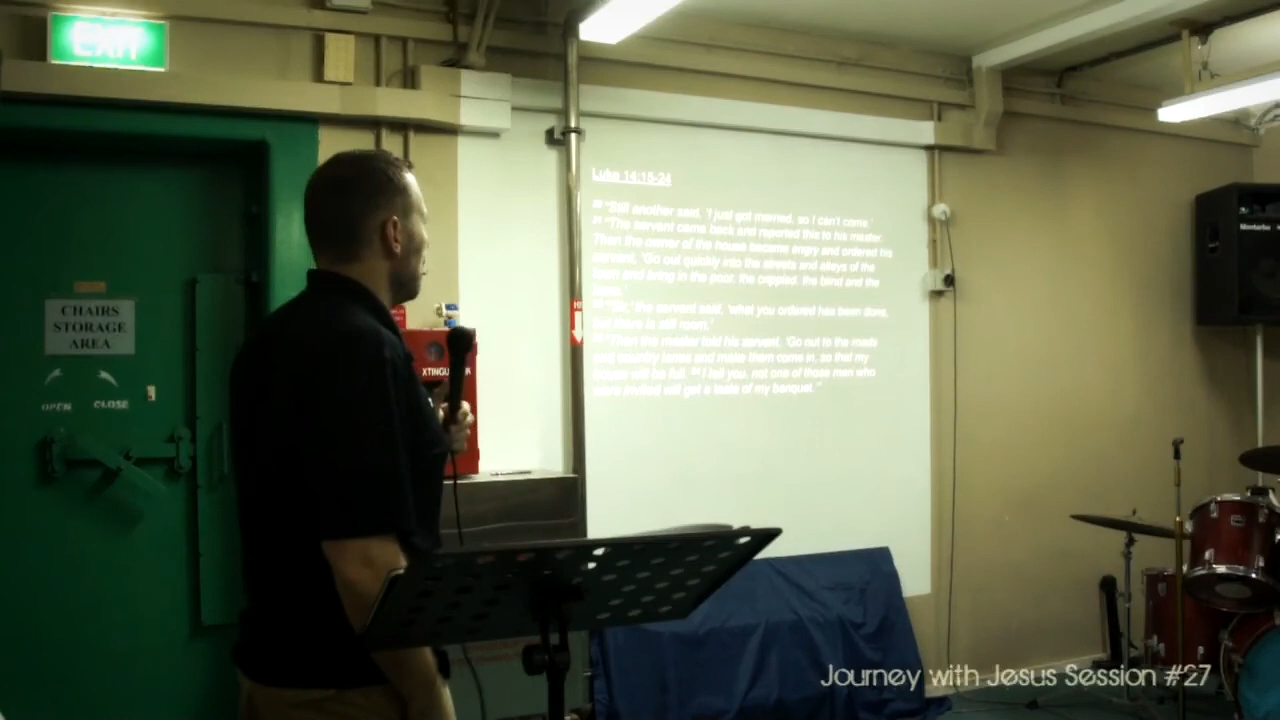 EXIT
Luke 14:15-24
20 "Still another said, 'I just got married, so I can't come.'
21 "The servant came back and reported this to his master.
Then the owner of the house became angry and ordered his
servant, 'Go out quickly into the streets and alleys of the
town and bring in the poor, the crippled, the blind and the
lame.'
22 "'Sir,' the servant said, 'what you ordered has been done,
but there is still room.'
23 "Then the master told his servant, 'Go out to the roads
and country lanes and make them come in, so that my
house will be full. 24 I tell you, not one of those men who
were invited will get a taste of my banquet.'"
CHAIRS
STORAGE
AREA
OPEN CLOSE
XTINGU
Journey with Jesus Session #27